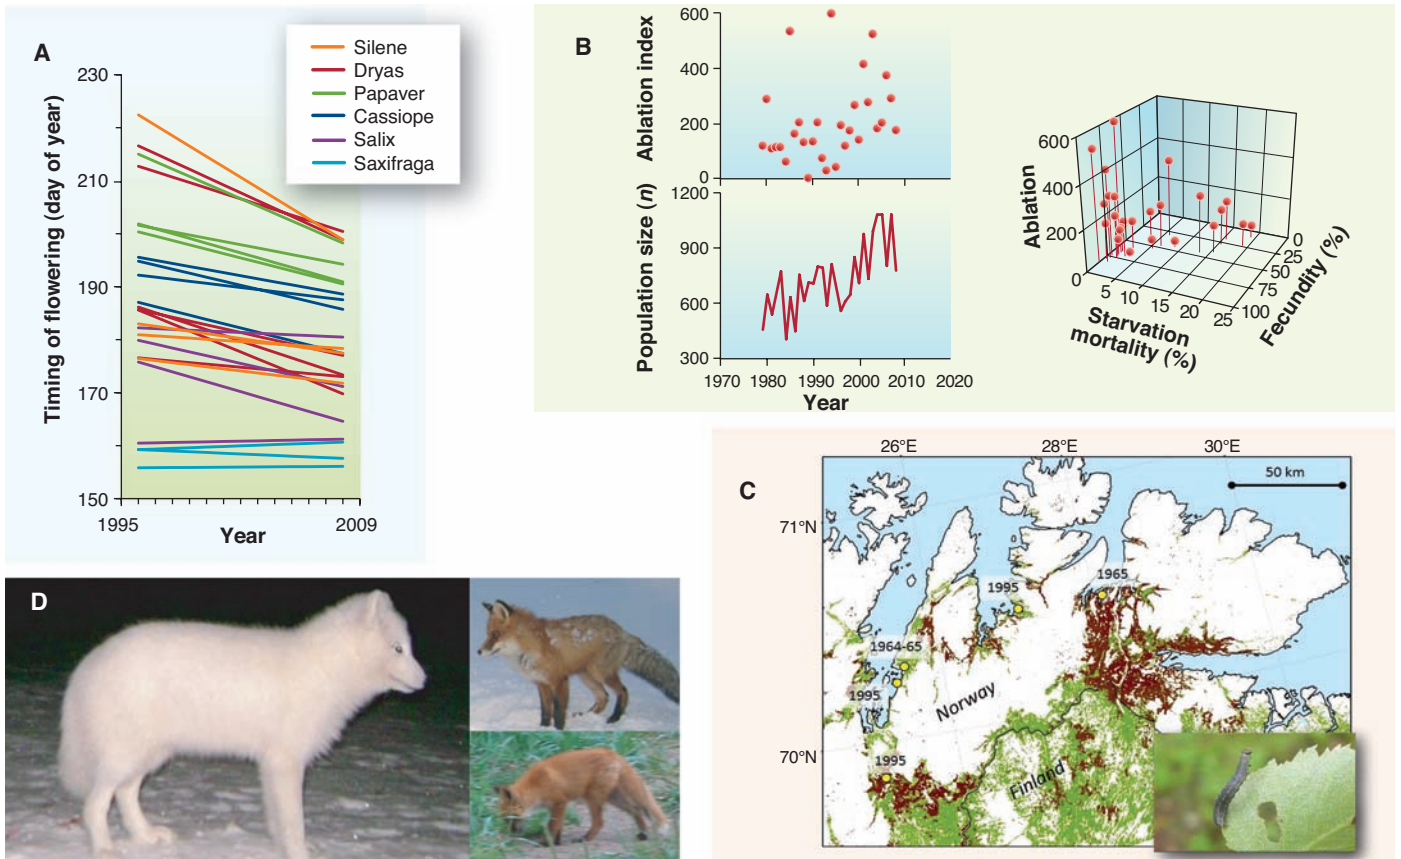 A
Silene
Dryas
Papaver
Cassiope
Salix
Saxifraga
Timing of flowering (day of year)
230
210
190
170
150
1995
2009
Year
B
Ablation index
600
400
200
0
Population size (n)
1200
900
600
300
1970 1980 1990 2000 2010 2020
Year
Ablation
600
400
200
0
5
10
15
20
25
Starvation
mortality (%)
0
25
50
75
100
Fecundity (%)
C
26°E 28°E 30°E
50 km
71°N
70°N
1995
1965
1964-65
1995
1995
Norway
Finland
D